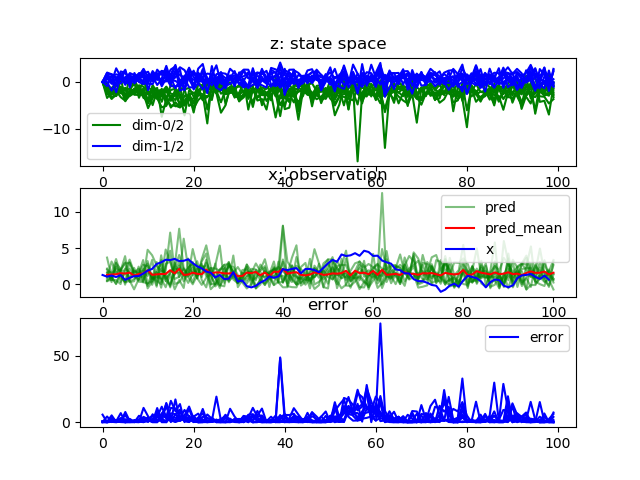 z: state space
0
−10
dim-0/2
dim-1/2
0 20 40 60 80 100
x: observation
10
5
0
pred
pred_mean
x
0 20 40 60 80 100
error
50
0
error
0 20 40 60 80 100